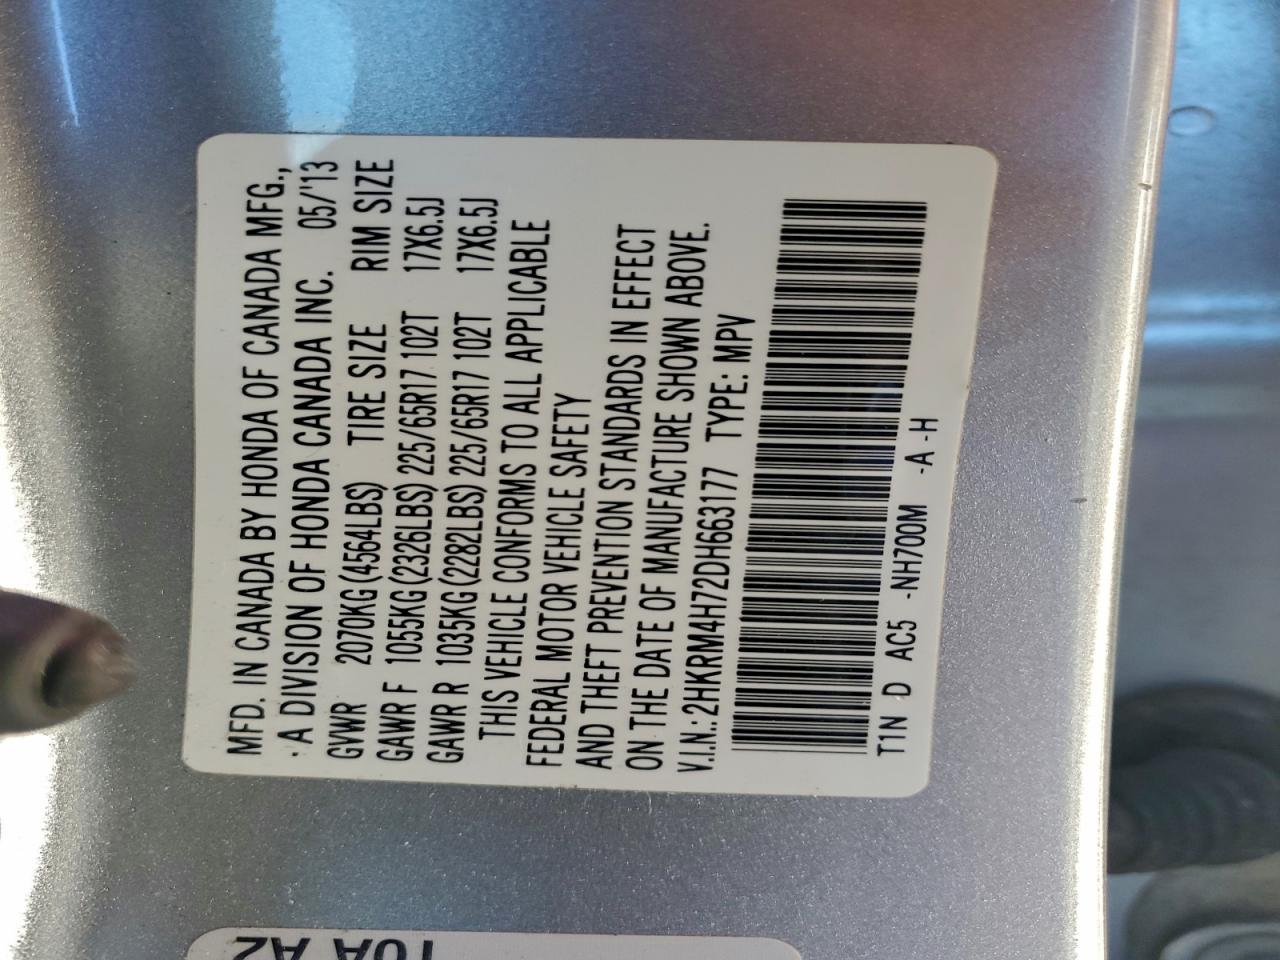 MFD. IN CANADA BY HONDA OF CANADA MFG.,
A DIVISION OF HONDA CANADA INC. 05/'13
GVWR 2070KG(4564LBS) TIRE SIZE RIM SIZE
GAWR F 1055KG(2326LBS) 225/65R17 102T 17X6.5J
GAWR R 1035KG(2282LBS) 225/65R17 102T 17X6.5J
THIS VEHICLE CONFORMS TO ALL APPLICABLE
FEDERAL MOTOR VEHICLE SAFETY
AND THEFT PREVENTION STANDARDS IN EFFECT
ON THE DATE OF MANUFACTURE SHOWN ABOVE.
V.I.N.:2HKRM4H72DH663177 TYPE: MPV
T1N D AC5 -NH700M -A -H